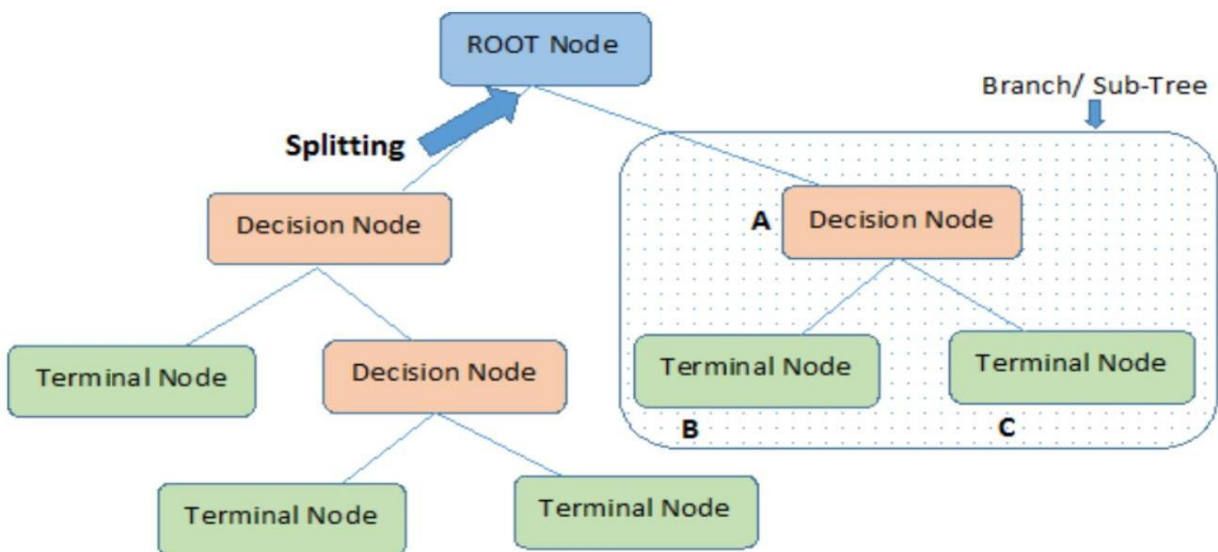 ROOT Node
Branch/ Sub-Tree
Splitting
Decision Node
A
Decision Node
Terminal Node
Decision Node
Terminal Node
Terminal Node
B
C
Terminal Node
Terminal Node